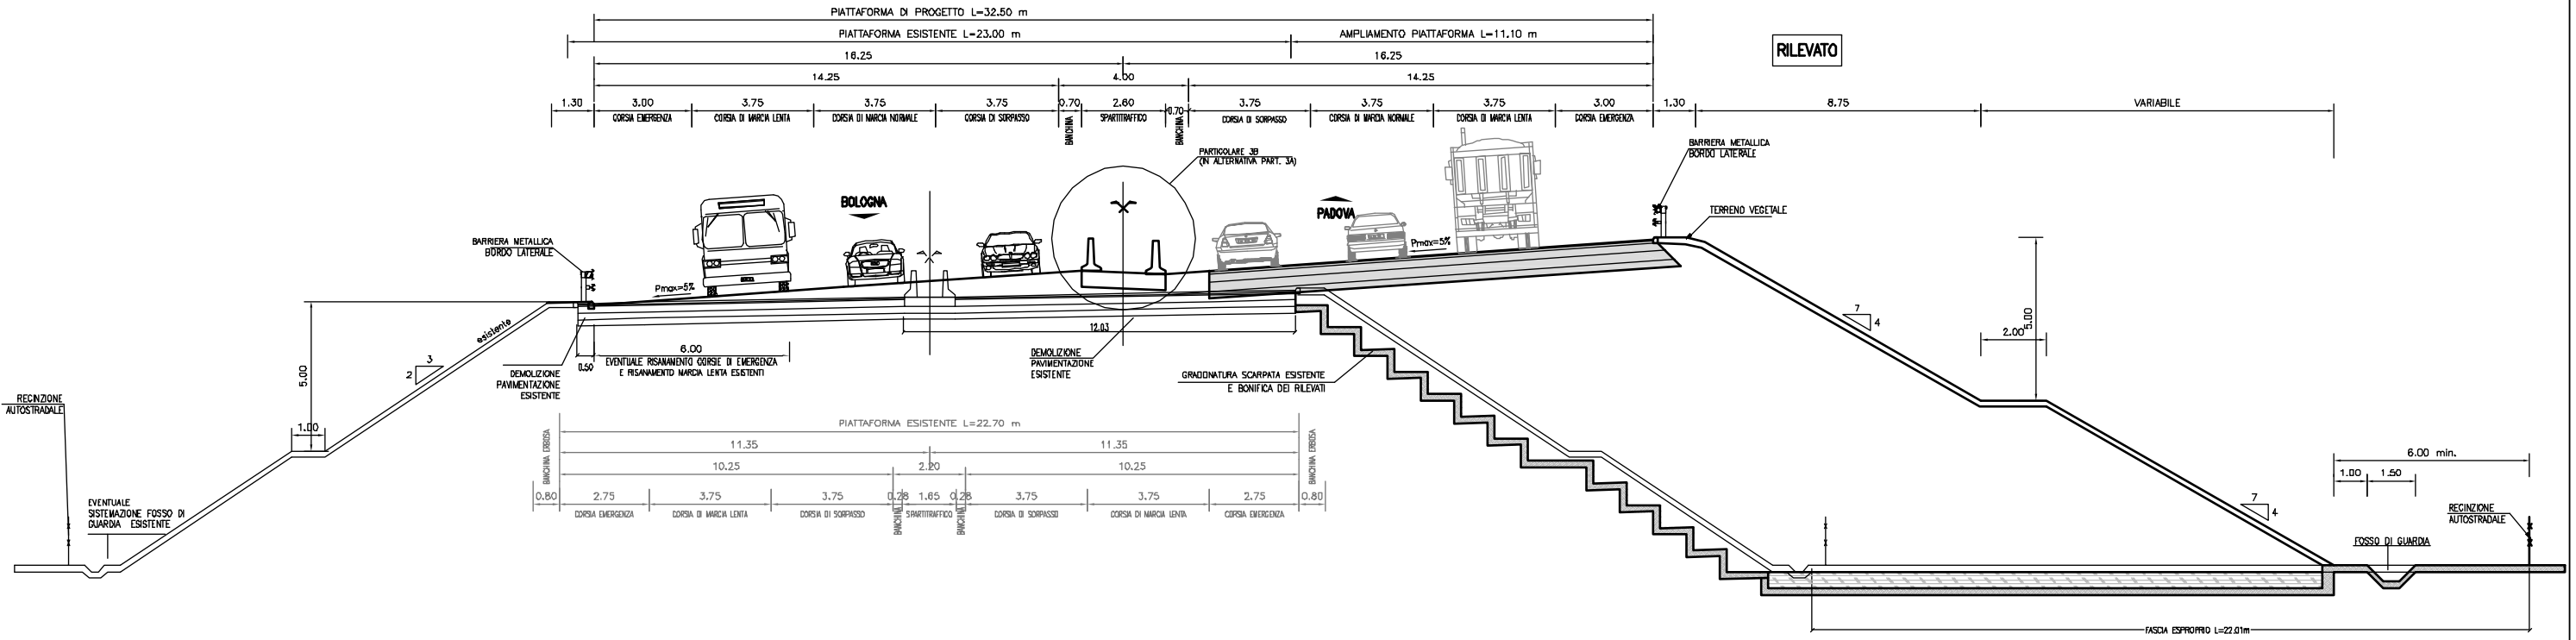 PIATTAFORMA DI PROGETTO L=32.50 m
PIATTAFORMA ESISTENTE L=23.00 m
AMPLIAMENTO PIATTAFORMA L=11.10 m
RILEVATO
16.25
16.25
14.25
4.00
14.25
1.30
3.00
3.75
3.75
3.75
0.70
2.60
0.70
3.75
3.75
3.75
3.00
1.30
8.75
VARIABILE
CORSIA EMERGENZA
CORSIA DI MARCIA LENTA
CORSIA DI MARCIA NORMALE
CORSIA DI SORPASSO
BANCHINA
SPARTITRAFFICO
BANCHINA
CORSIA DI SORPASSO
CORSIA DI MARCIA NORMALE
CORSIA DI MARCIA LENTA
CORSIA EMERGENZA
PARTICOLARE 3B
(IN ALTERNATIVA PART. 3A)
BARRIERA METALLICA
BORDO LATERALE
BOLOGNA
PADOVA
TERRENO VEGETALE
BARRIERA METALLICA
BORDO LATERALE
Pmax=5%
Pmax=5%
esistente
12.03
7
4
2.00
5.00
5.00
3
2
0.50
6.00
EVENTUALE RISANAMENTO CORSIE DI EMERGENZA
E RISANAMENTO MARCIA LENTA ESISTENTI
DEMOLIZIONE
PAVIMENTAZIONE
ESISTENTE
DEMOLIZIONE
PAVIMENTAZIONE
ESISTENTE
GRADONATURA SCARPATA ESISTENTE
E BONIFICA DEI RILEVATI
RECINZIONE
AUTOSTRADALE
1.00
PIATTAFORMA ESISTENTE L=22.70 m
BANCHINA ERBOSA
BANCHINA ERBOSA
11.35
11.35
10.25
2.20
10.25
0.80
2.75
3.75
3.75
0.28
1.65
0.28
3.75
3.75
2.75
0.80
CORSIA EMERGENZA
CORSIA DI MARCIA LENTA
CORSIA DI SORPASSO
BANCHINA
SPARTITRAFFICO
BANCHINA
CORSIA DI SORPASSO
CORSIA DI MARCIA LENTA
CORSIA EMERGENZA
EVENTUALE
SISTEMAZIONE FOSSO DI
GUARDIA ESISTENTE
6.00 min.
1.00
1.50
7
4
RECINZIONE
AUTOSTRADALE
FOSSO DI GUARDIA
FASCIA ESPROPRIO L=22.01m